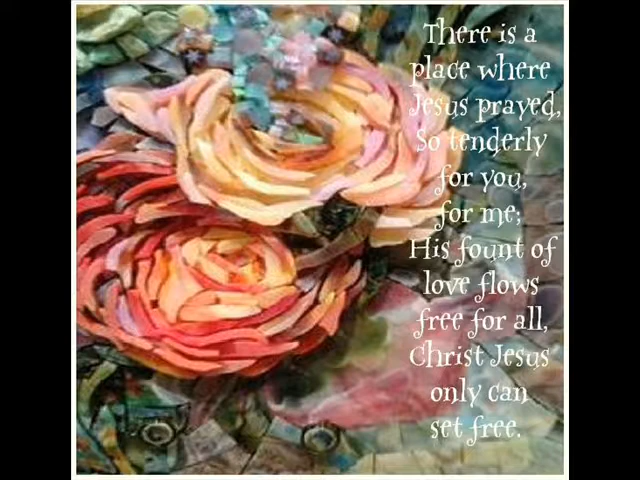 There is a
place where
Jesus prayed,
So tenderly
for you,
for me;
His fount of
love flows
free for all,
Christ Jesus
only can
set free.